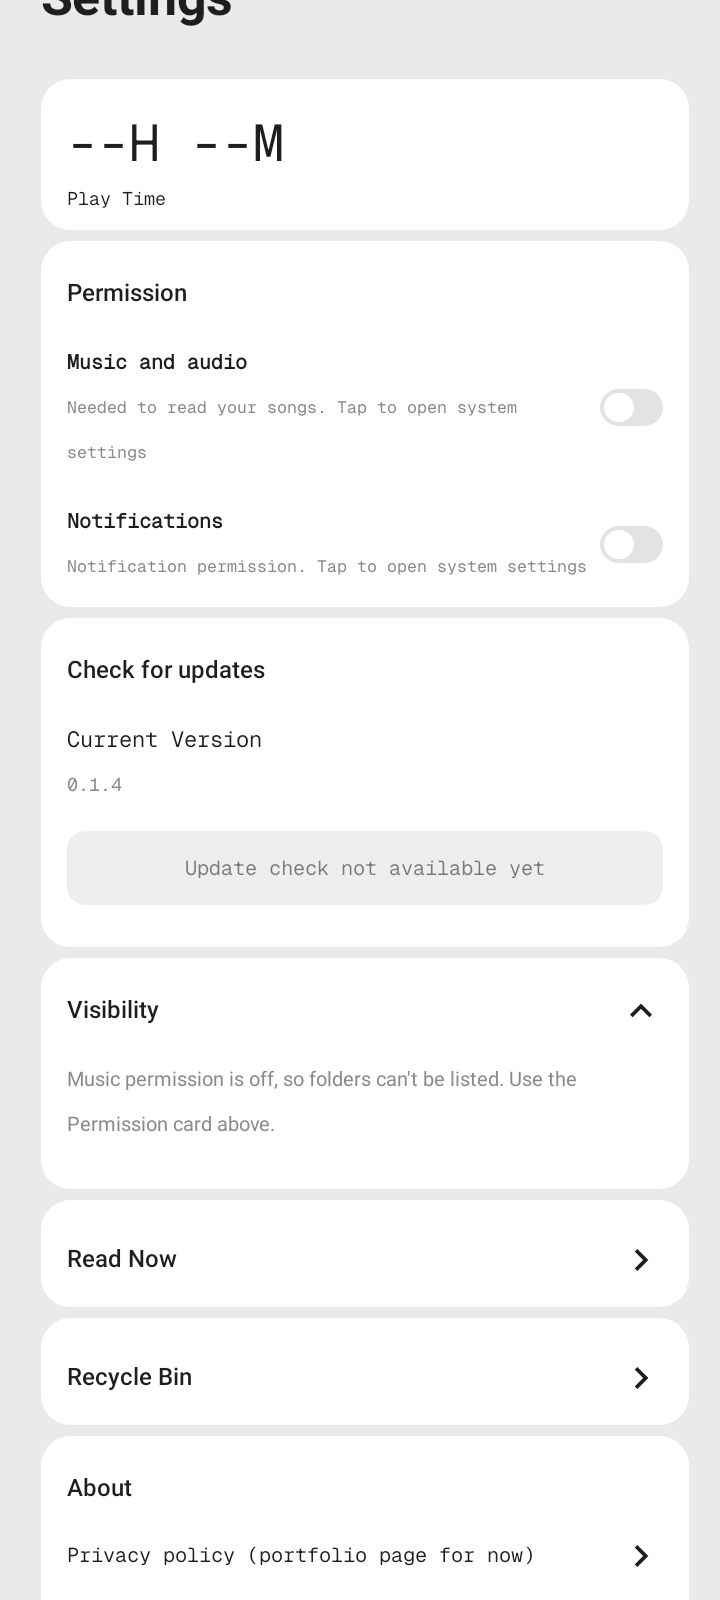 Settings
--H --M
Play Time
Permission
Music and audio
Needed to read your songs. Tap to open system
settings
Notifications
Notification permission. Tap to open system settings
Check for updates
Current Version
0.1.4
Update check not available yet
Visibility
Music permission is off, so folders can't be listed. Use the
Permission card above.
Read Now
Recycle Bin
About
Privacy policy (portfolio page for now)